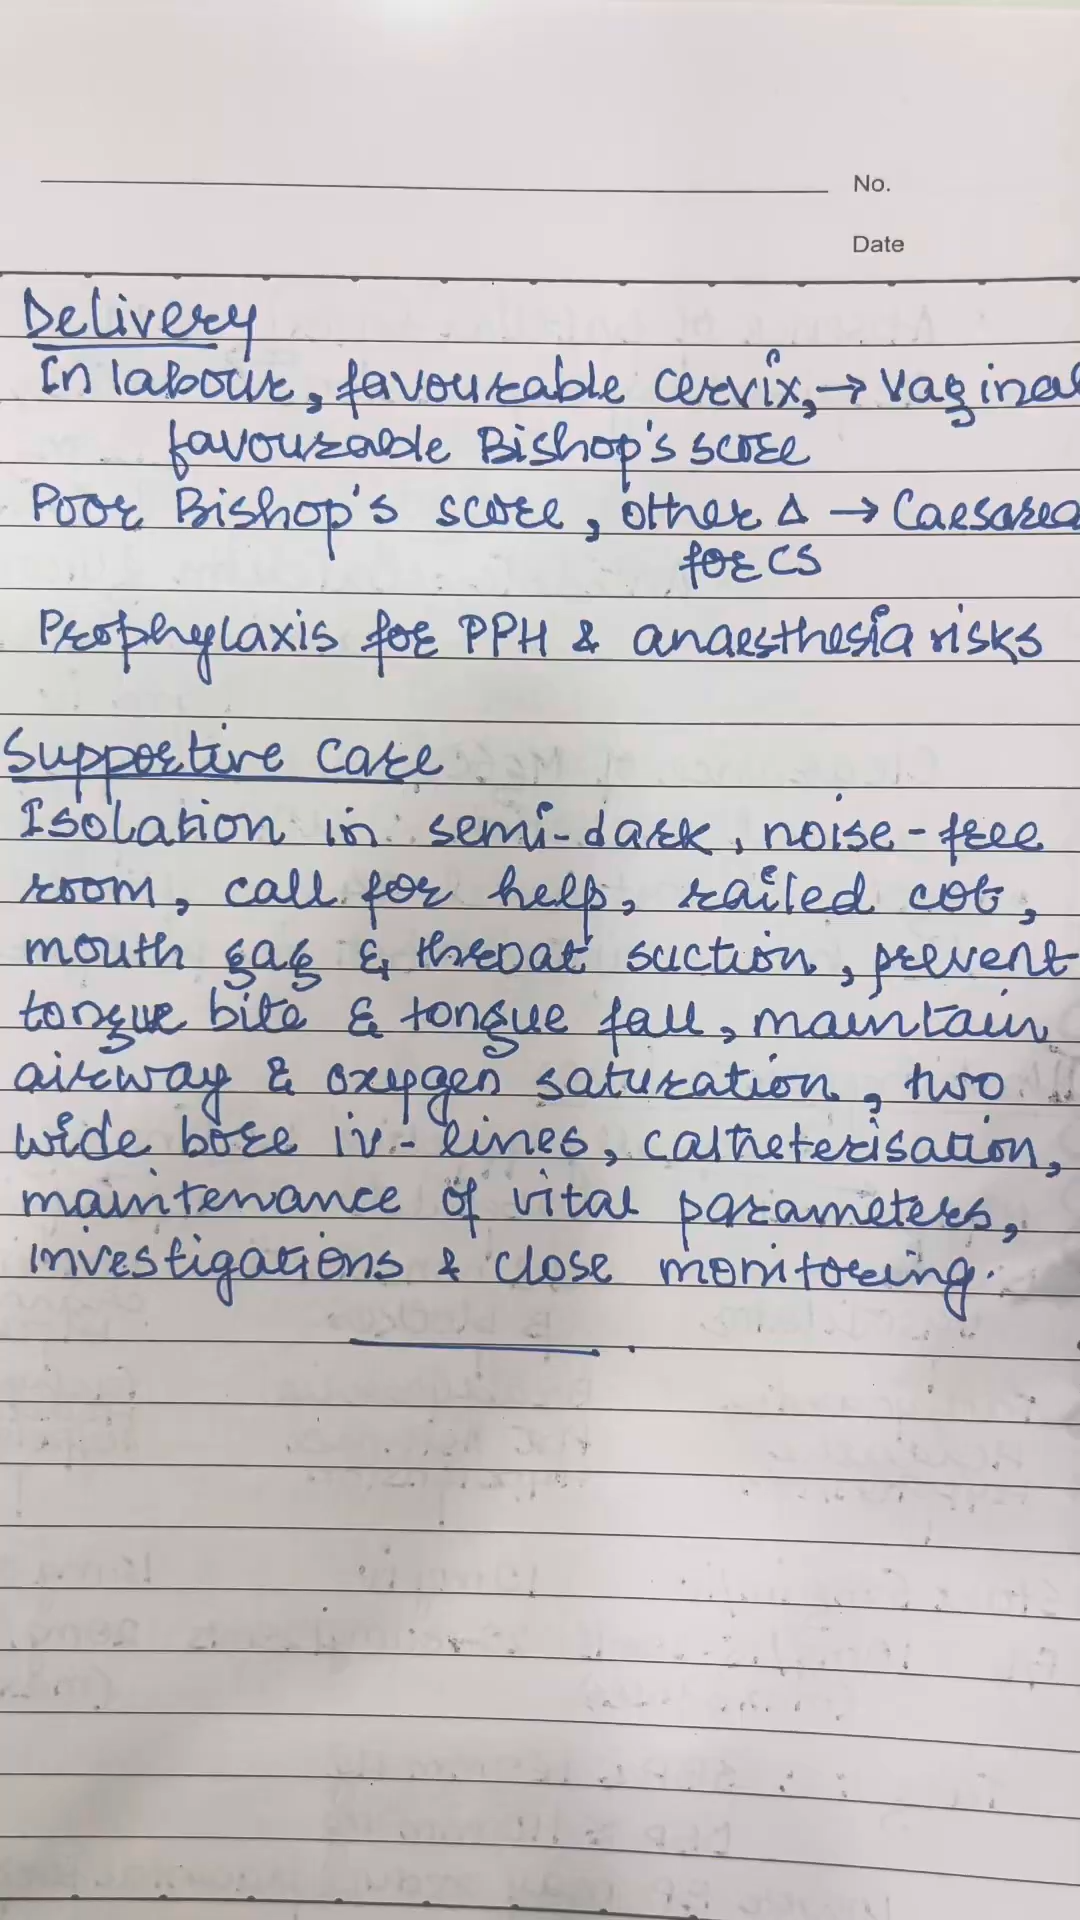 No.
Date
Delivery
In labour, favourable cervix, → vaginal
favourable Bishop's score
Poor Bishop's score, other Δ → Caesarea
for CS
Prophylaxis for PPH & anaesthesia risks
Supportive Care
Isolation in semi-dark, noise-free
room, call for help, railed cot,
mouth gag & throat suction, prevent
tongue bite & tongue fall, maintain
airway & oxygen saturation, two
wide bore iv-lines, catheterisation,
maintenance of vital parameters,
investigations & close monitoring.